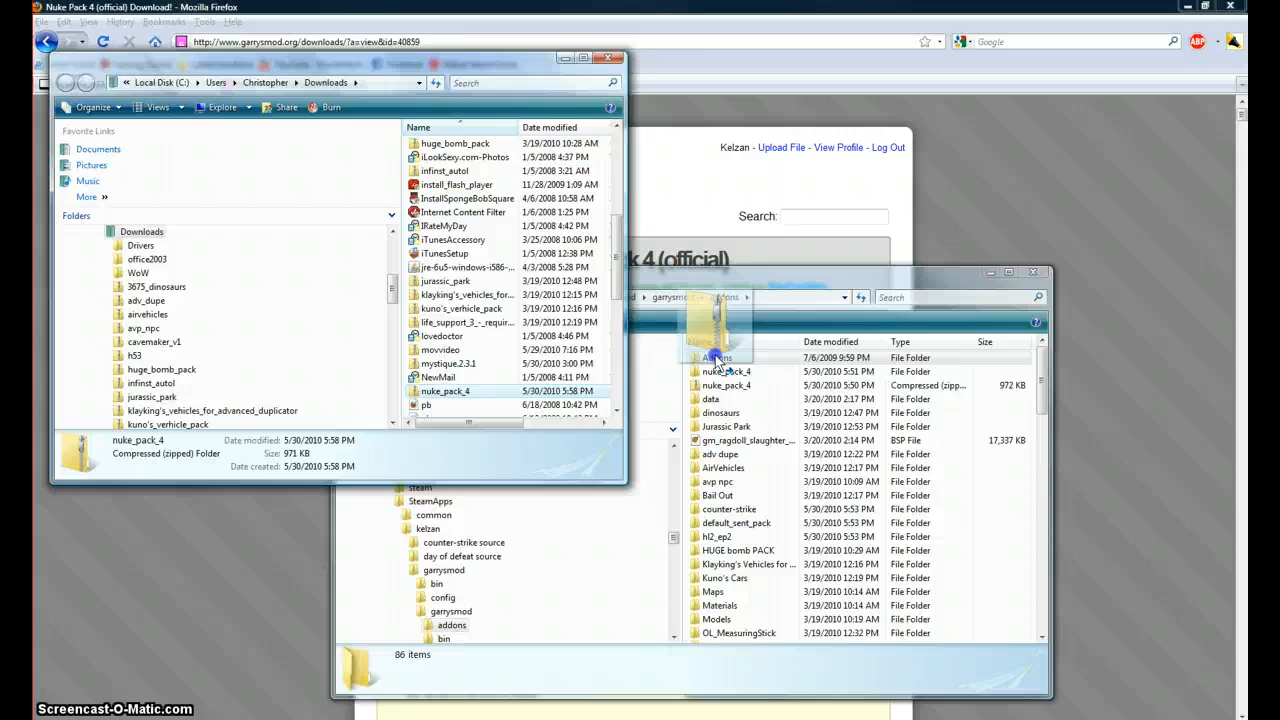 Nuke Pack 4 (official) Download! - Mozilla Firefox
File Edit View History Bookmarks Tools Help
http://www.garrysmod.org/downloads/?a=view&id=40859
Google
ABP
« Local Disk (C:) Users Christopher Downloads
Search
Organize Views Explore Share Burn
Favorite Links
Documents
Pictures
Music
More »
Folders
Downloads
Drivers
office2003
WoW
3675_dinosaurs
adv_dupe
airvehicles
avp_npc
cavemaker_v1
h53
huge_bomb_pack
infinst_autol
jurassic_park
klayking's_vehicles_for_advanced_duplicator
kuno's_verhicle_pack
Name Date modified
huge_bomb_pack 3/19/2010 10:28 AM
iLookSexy.com-Photos 1/5/2008 4:37 PM
infinst_autol 1/5/2008 3:21 AM
install_flash_player 11/28/2009 1:09 AM
InstallSpongeBobSquare 4/6/2008 10:58 AM
Internet Content Filter 1/6/2008 1:25 PM
IRateMyDay 1/5/2008 4:42 PM
iTunesAccessory 3/25/2008 10:06 PM
iTunesSetup 1/5/2008 12:38 PM
jre-6u5-windows-i586-... 4/3/2008 5:28 PM
jurassic_park 3/19/2010 12:48 PM
klayking's_vehicles_for... 3/19/2010 12:15 PM
kuno's_verhicle_pack 3/19/2010 12:16 PM
life_support_3_-_requir... 3/19/2010 12:19 PM
lovedoctor 1/5/2008 4:46 PM
movvideo 5/29/2010 7:16 PM
mystique.2.3.1 5/30/2010 3:00 PM
NewMail 1/5/2008 4:11 PM
nuke_pack_4 5/30/2010 5:58 PM
pb 6/18/2008 10:42 PM
nuke_pack_4 Date modified: 5/30/2010 5:58 PM
Compressed (zipped) Folder Size: 971 KB
Date created: 5/30/2010 5:58 PM
Kelzan - Upload File - View Profile - Log Out
Search:
k 4 (official)
Search
Date modified Type Size
7/6/2009 9:59 PM File Folder
nuke_pack_4 5/30/2010 5:51 PM File Folder
nuke_pack_4 5/30/2010 5:50 PM Compressed (zipp... 972 KB
data 3/20/2010 2:17 PM File Folder
dinosaurs 3/19/2010 12:47 PM File Folder
Jurassic Park 3/19/2010 12:53 PM File Folder
gm_ragdoll_slaughter_... 3/20/2010 2:14 PM BSP File 17,337 KB
adv dupe 3/19/2010 12:22 PM File Folder
AirVehicles 3/19/2010 12:17 PM File Folder
avp npc 3/19/2010 10:09 AM File Folder
Bail Out 3/19/2010 12:17 PM File Folder
counter-strike 5/30/2010 5:53 PM File Folder
default_sent_pack 5/30/2010 5:53 PM File Folder
hl2_ep2 5/30/2010 5:53 PM File Folder
HUGE bomb PACK 3/19/2010 10:29 AM File Folder
Klayking's Vehicles for ... 3/19/2010 12:16 PM File Folder
Kuno's Cars 3/19/2010 12:19 PM File Folder
Maps 3/19/2010 10:14 AM File Folder
Materials 3/19/2010 10:14 AM File Folder
Models 3/19/2010 10:14 AM File Folder
OL_MeasuringStick 3/19/2010 12:32 PM File Folder
steam
SteamApps
common
kelzan
counter-strike source
day of defeat source
garrysmod
bin
config
garrysmod
addons
bin
86 items
Screencast-O-Matic.com